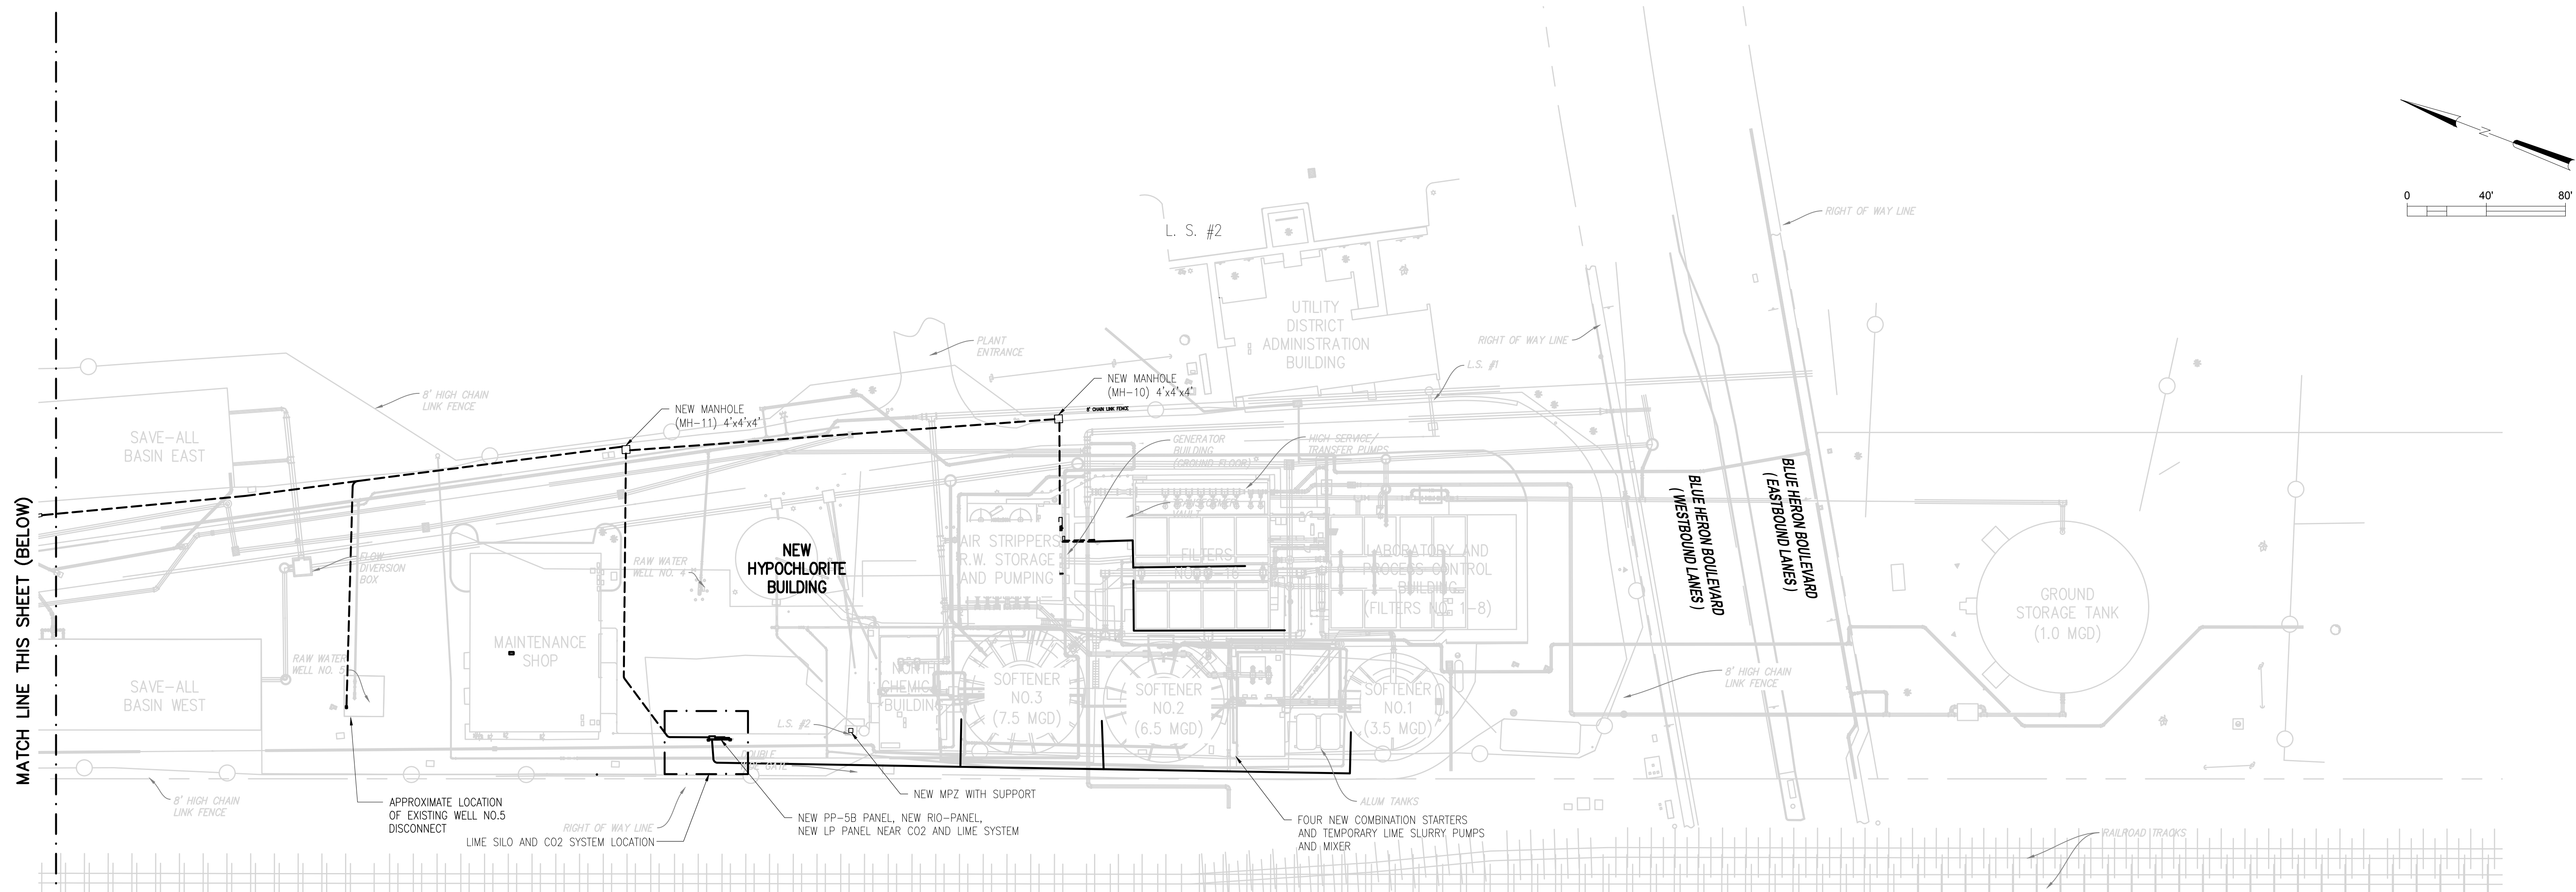 MATCH LINE THIS SHEET (BELOW)
N
0 40' 80'
RIGHT OF WAY LINE
L. S. #2
UTILITY
DISTRICT
ADMINISTRATION
BUILDING
PLANT
ENTRANCE
RIGHT OF WAY LINE
L.S. #1
8' HIGH CHAIN
LINK FENCE
NEW MANHOLE
(MH-11) 4'x4'x4'
NEW MANHOLE
(MH-10) 4'x4'x4'
8' CHAIN LINK FENCE
SAVE-ALL
BASIN EAST
GENERATOR
BUILDING
(GROUND FLOOR)
HIGH SERVICE/
TRANSFER PUMPS
VAULT
BLUE HERON BOULEVARD
(WESTBOUND LANES)
BLUE HERON BOULEVARD
(EASTBOUND LANES)
FLOW
DIVERSION
BOX
RAW WATER
WELL NO. 4
NEW
HYPOCHLORITE
BUILDING
AIR STRIPPERS
R.W. STORAGE
AND PUMPING
FILTERS
LABORATORY AND
PROCESS CONTROL
BUILDING
(FILTERS NO. 1-8)
GROUND
STORAGE TANK
(1.0 MGD)
MAINTENANCE
SHOP
RAW WATER
WELL NO. 5
SAVE-ALL
BASIN WEST
NORTH
CHEMICAL
BUILDING
SOFTENER
NO.3
(7.5 MGD)
SOFTENER
NO.2
(6.5 MGD)
SOFTENER
NO.1
(3.5 MGD)
8' HIGH CHAIN
LINK FENCE
L.S. #2
DOUBLE
8' HIGH CHAIN
LINK FENCE
APPROXIMATE LOCATION
OF EXISTING WELL NO.5
DISCONNECT
RIGHT OF WAY LINE
LIME SILO AND CO2 SYSTEM LOCATION
NEW MPZ WITH SUPPORT
NEW PP-5B PANEL, NEW RIO-PANEL,
NEW LP PANEL NEAR CO2 AND LIME SYSTEM
ALUM TANKS
FOUR NEW COMBINATION STARTERS
AND TEMPORARY LIME SLURRY PUMPS
AND MIXER
RAILROAD TRACKS